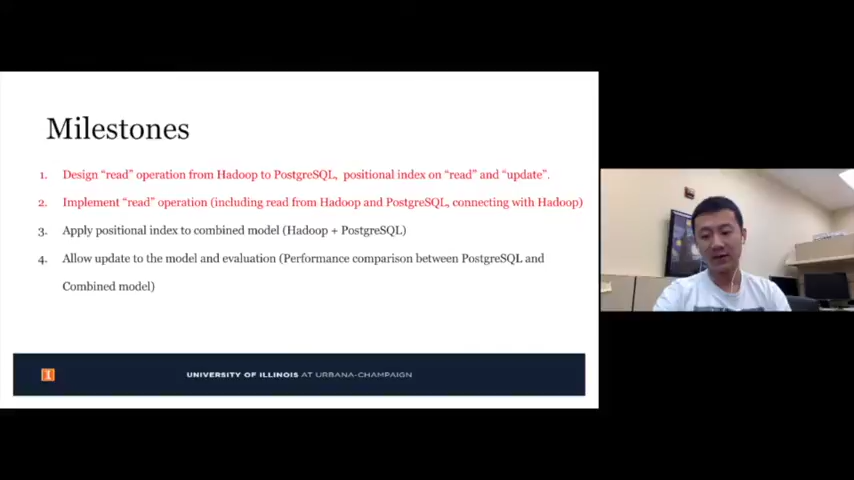 Milestones
1. Design “read” operation from Hadoop to PostgreSQL, positional index on “read” and “update”.
2. Implement “read” operation (including read from Hadoop and PostgreSQL, connecting with Hadoop)
3. Apply positional index to combined model (Hadoop + PostgreSQL)
4. Allow update to the model and evaluation (Performance comparison between PostgreSQL and
Combined model)
I
UNIVERSITY OF ILLINOIS AT URBANA-CHAMPAIGN